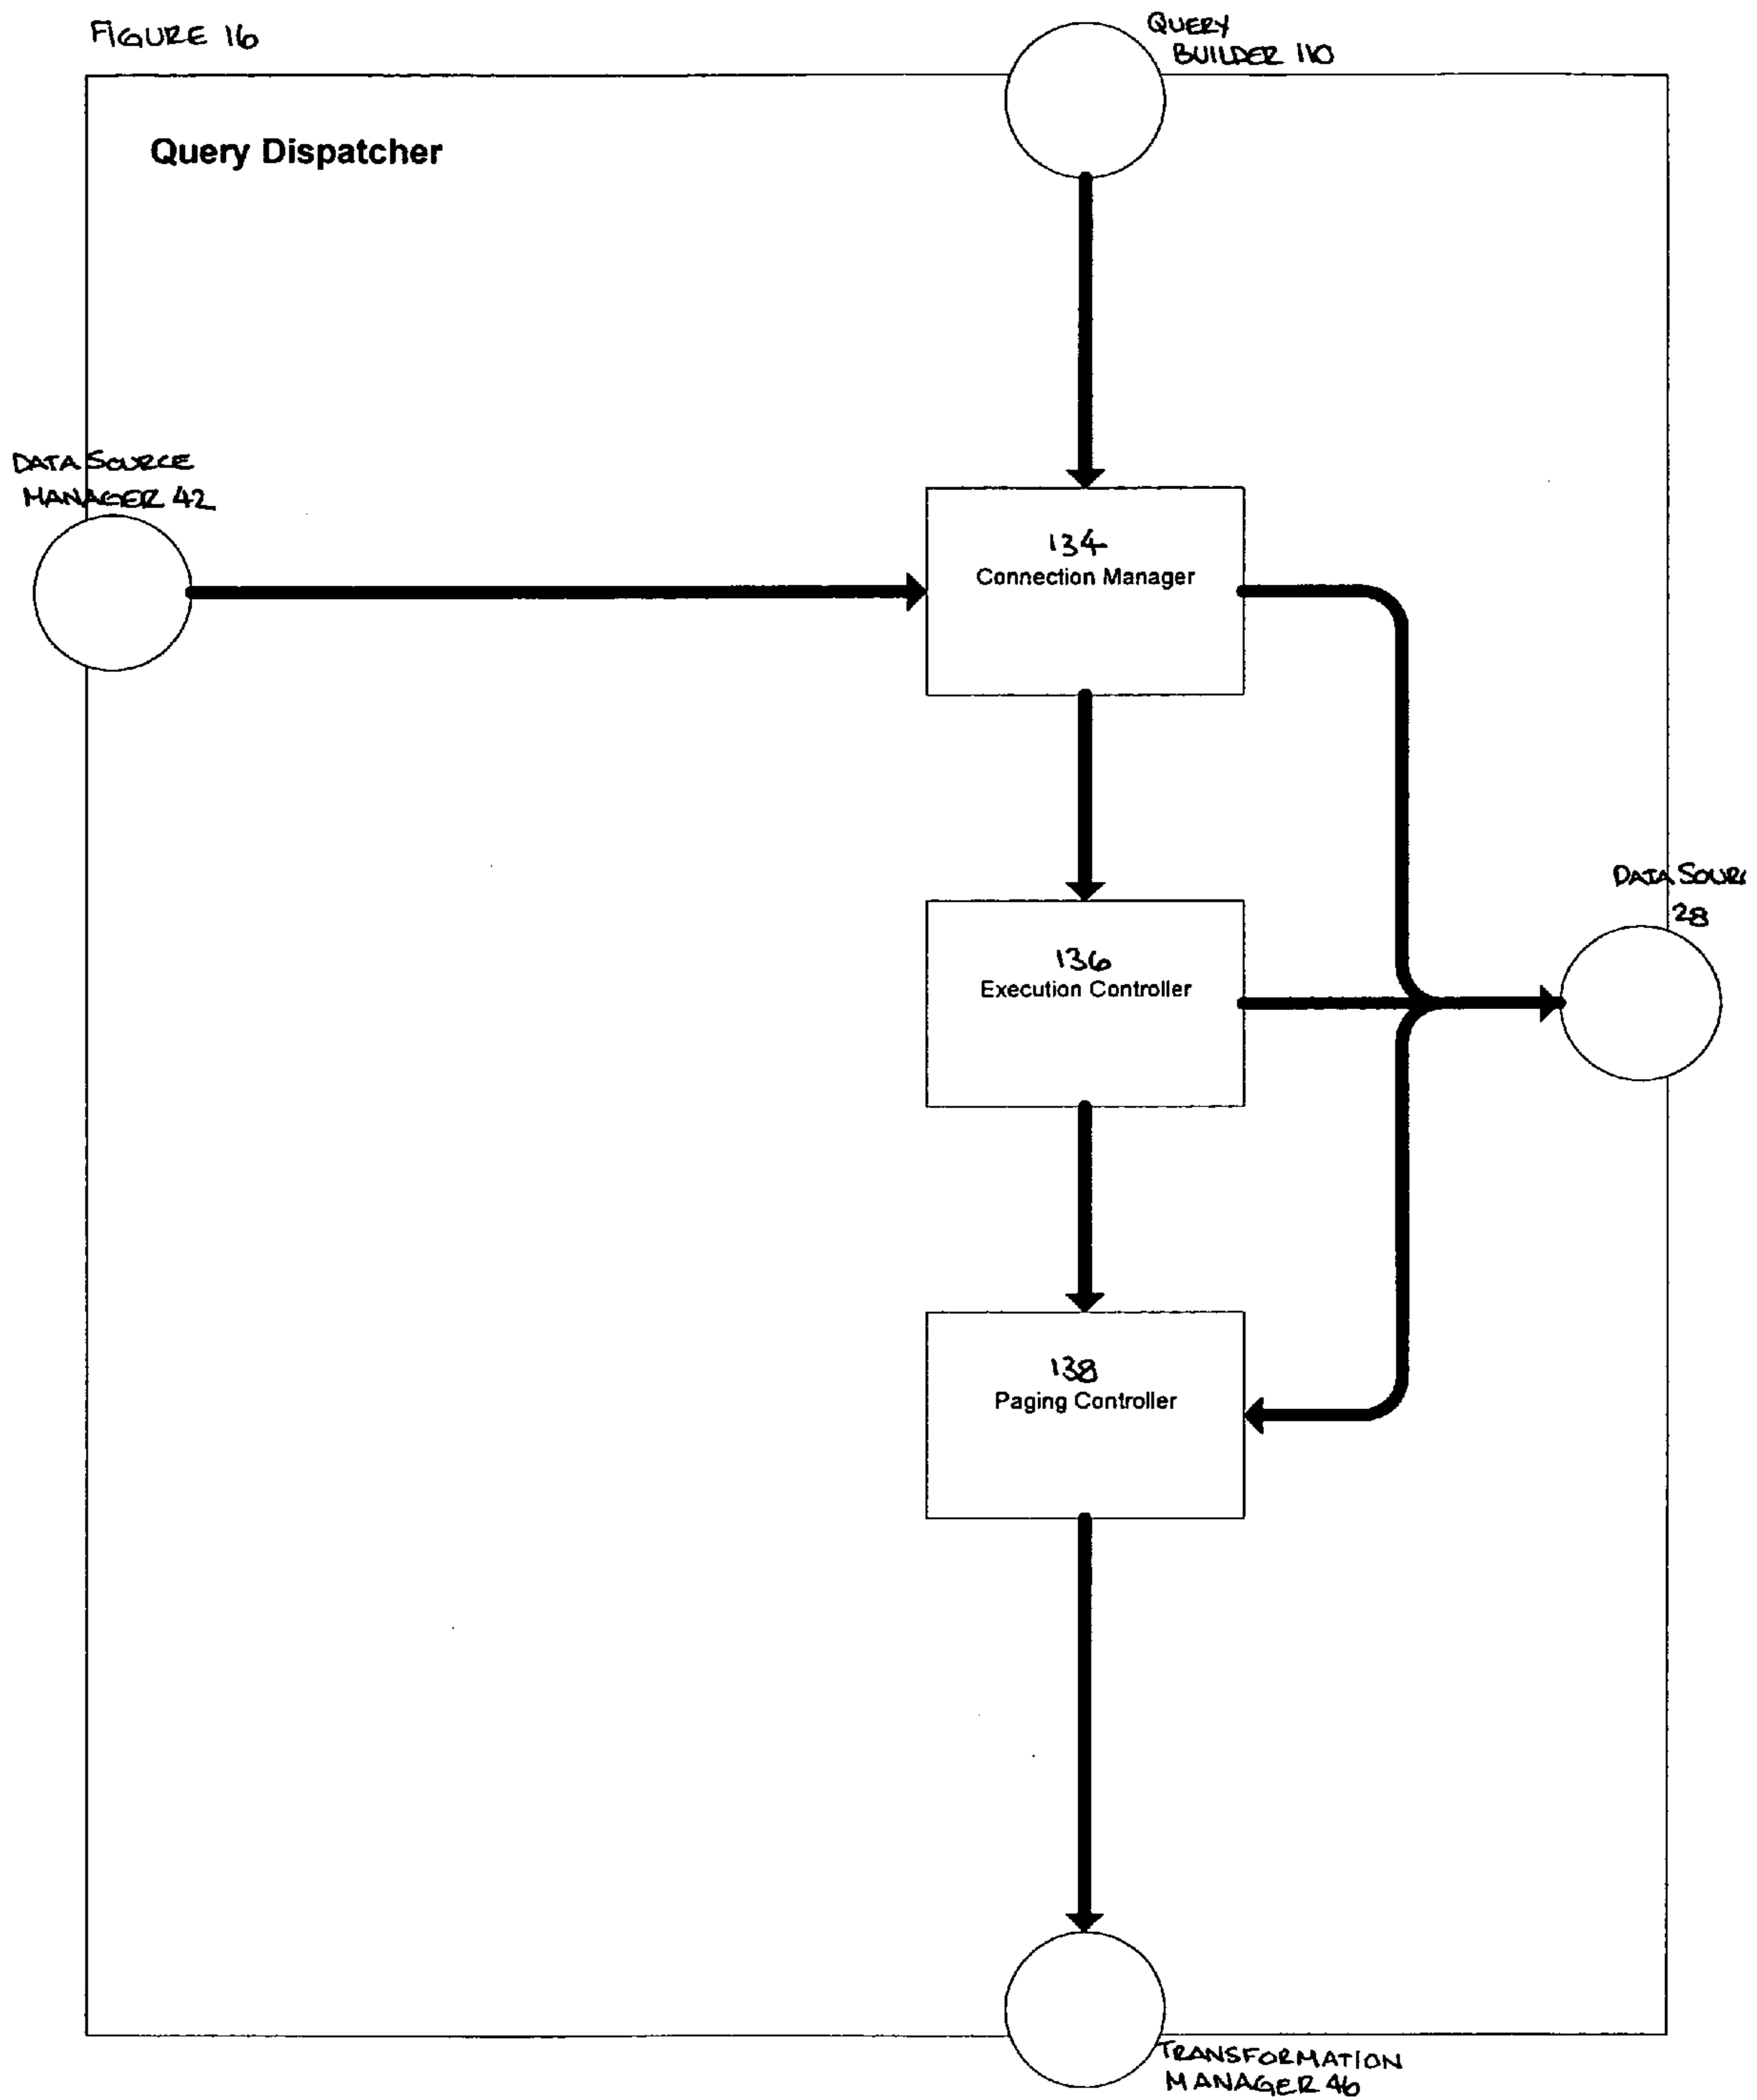 FIGURE 16
QUERY
BUILDER 110
Query Dispatcher
DATA SOURCE
MANAGER 42
134
Connection Manager
DATA
28
136
Execution Controller
138
Paging Controller
TRANSFORMATION
MANAGER 46